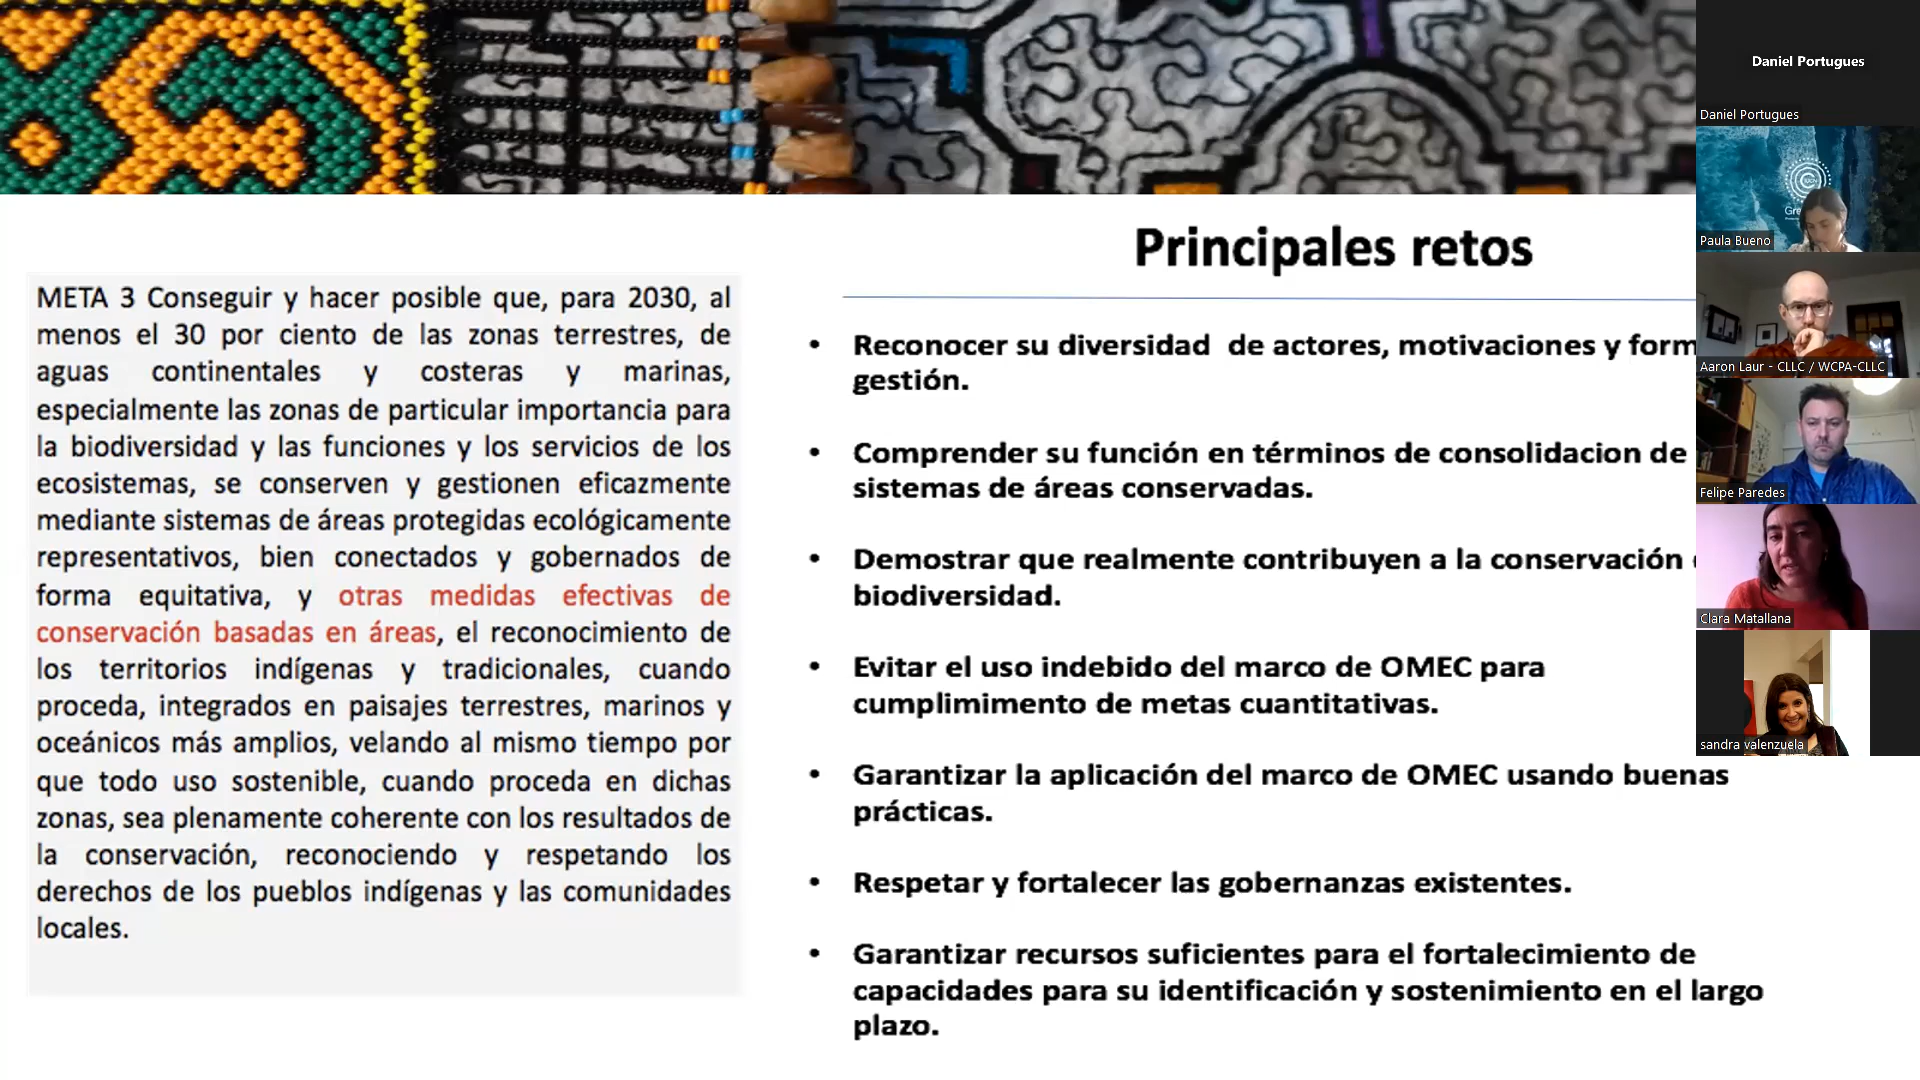 META 3 Conseguir y hacer posible que, para 2030, al
menos el 30 por ciento de las zonas terrestres, de
aguas continentales y costeras y marinas,
especialmente las zonas de particular importancia para
la biodiversidad y las funciones y los servicios de los
ecosistemas, se conserven y gestionen eficazmente
mediante sistemas de áreas protegidas ecológicamente
representativos, bien conectados y gobernados de
forma equitativa, y otras medidas efectivas de
conservación basadas en áreas, el reconocimiento de
los territorios indígenas y tradicionales, cuando
proceda, integrados en paisajes terrestres, marinos y
oceánicos más amplios, velando al mismo tiempo por
que todo uso sostenible, cuando proceda en dichas
zonas, sea plenamente coherente con los resultados de
la conservación, reconociendo y respetando los
derechos de los pueblos indígenas y las comunidades
locales.
Principales retos
• Reconocer su diversidad de actores, motivaciones y form
gestión.
• Comprender su función en términos de consolidacion de
sistemas de áreas conservadas.
• Demostrar que realmente contribuyen a la conservación
biodiversidad.
• Evitar el uso indebido del marco de OMEC para
cumplimimento de metas cuantitativas.
• Garantizar la aplicación del marco de OMEC usando buenas
prácticas.
• Respetar y fortalecer las gobernanzas existentes.
• Garantizar recursos suficientes para el fortalecimiento de
capacidades para su identificación y sostenimiento en el largo
plazo.
Daniel Portugues
Daniel Portugues
Paula Bueno
Aaron Laur - CLLC / WCPA-CLLC
Felipe Paredes
Clara Matallana
sandra valenzuela